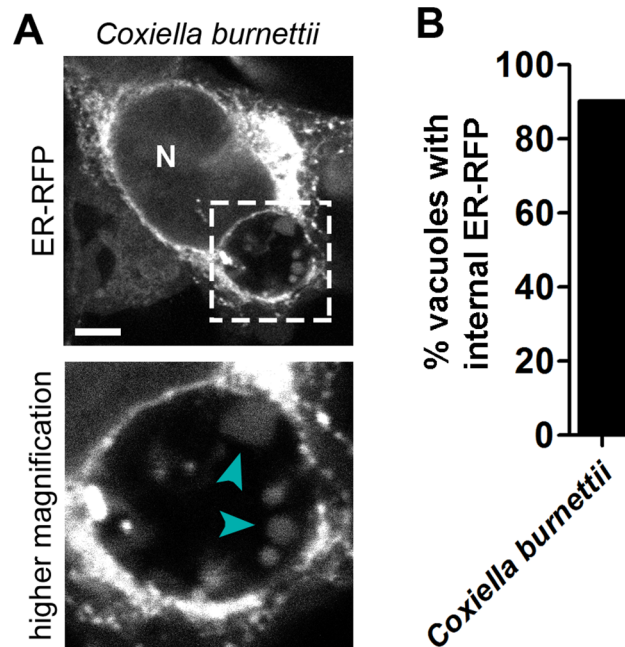 A
Coxiella burnettii
ER-RFP
N
higher magnification
B
% vacuoles with
internal ER-RFP
100
80
60
40
20
0
Coxiella burnettii